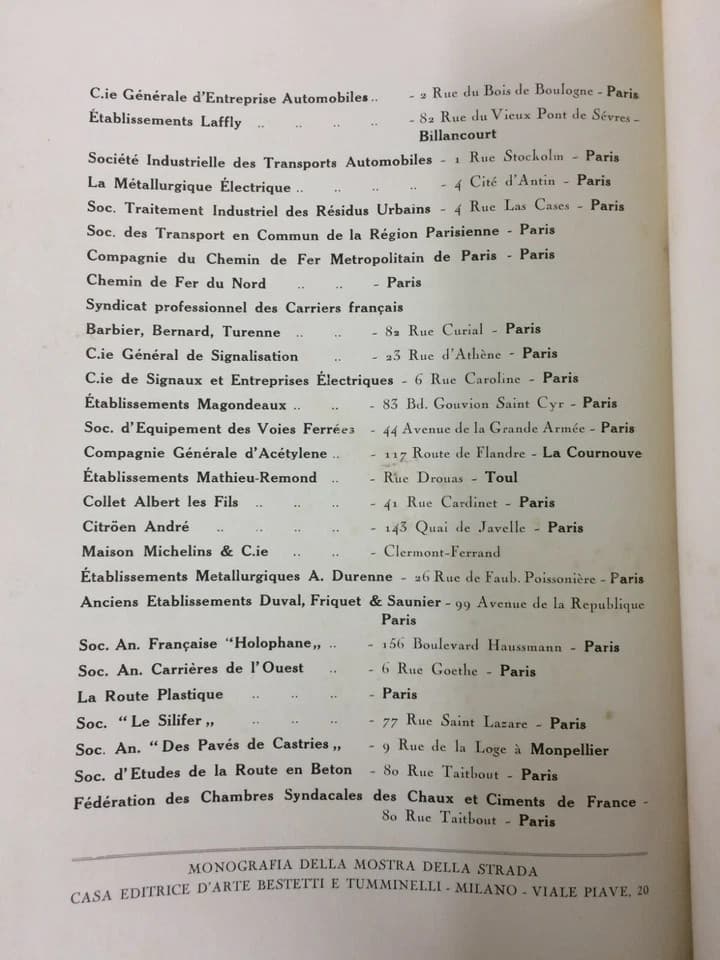 C.ie Générale d'Entreprise Automobiles .. - 2 Rue du Bois de Boulogne - Paris
Établissements Laffly .. .. .. .. - 82 Rue du Vieux Pont de Sévres -
Billancourt
Société Industrielle des Transports Automobiles - 1 Rue Stockolm - Paris
La Métallurgique Électrique .. .. .. .. - 4 Cité d'Antin - Paris
Soc. Traitement Industriel des Résidus Urbains - 4 Rue Las Cases - Paris
Soc. des Transport en Commun de la Région Parisienne - Paris
Compagnie du Chemin de Fer Metropolitain de Paris - Paris
Chemin de Fer du Nord .. .. - Paris
Syndicat professionnel des Carriers français
Barbier, Bernard, Turenne .. .. - 82 Rue Curial - Paris
C.ie Général de Signalisation .. - 23 Rue d'Athène - Paris
C.ie de Signaux et Entreprises Électriques - 6 Rue Caroline - Paris
Établissements Magondeaux .. .. - 83 Bd. Gouvion Saint Cyr - Paris
Soc. d'Equipement des Voies Ferrées - 44 Avenue de la Grande Armée - Paris
Compagnie Générale d'Acétylene .. - 117 Route de Flandre - La Cournouve
Établissements Mathieu-Remond .. - Rue Drouas - Toul
Collet Albert les Fils .. .. .. - 41 Rue Cardinet - Paris
Citröen André .. .. .. - 143 Quai de Javelle - Paris
Maison Michelins & C.ie .. .. - Clermont-Ferrand
Établissements Metallurgiques A. Durenne - 26 Rue de Faub. Poissonière - Paris
Anciens Etablissements Duval, Friquet & Saunier - 99 Avenue de la Republique
Paris
Soc. An. Française "Holophane„ .. - 156 Boulevard Haussmann - Paris
Soc. An. Carrières de l'Ouest .. - 6 Rue Goethe - Paris
La Route Plastique .. .. .. - Paris
Soc. "Le Silifer„ .. .. .. - 77 Rue Saint Lazare - Paris
Soc. An. "Des Pavés de Castries„ - 9 Rue de la Loge à Monpellier
Soc. d'Etudes de la Route en Beton - 80 Rue Taitbout - Paris
Fédération des Chambres Syndacales des Chaux et Ciments de France -
80 Rue Taitbout - Paris
MONOGRAFIA DELLA MOSTRA DELLA STRADA
CASA EDITRICE D'ARTE BESTETTI E TUMMINELLI - MILANO - VIALE PIAVE, 20